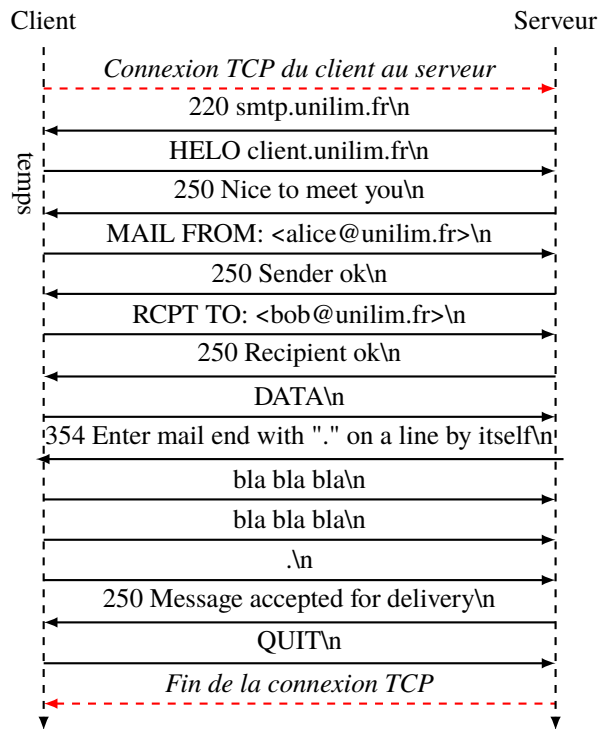 Client
Serveur
Connexion TCP du client au serveur
220 smtp.unilim.fr\n
HELO client.unilim.fr\n
temps
250 Nice to meet you\n
MAIL FROM: <alice@unilim.fr>\n
250 Sender ok\n
RCPT TO: <bob@unilim.fr>\n
250 Recipient ok\n
DATA\n
354 Enter mail end with "." on a line by itself\n
bla bla bla\n
bla bla bla\n
.\n
250 Message accepted for delivery\n
QUIT\n
Fin de la connexion TCP